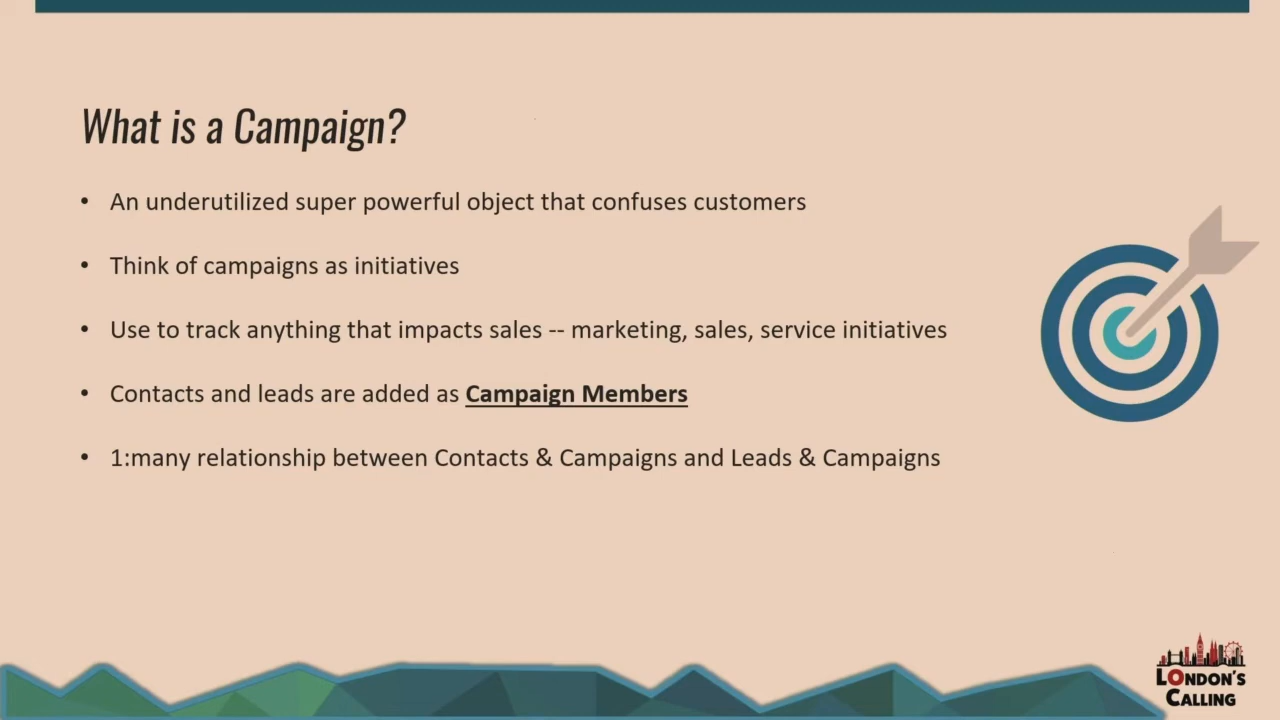 What is a Campaign?
• An underutilized super powerful object that confuses customers
• Think of campaigns as initiatives
• Use to track anything that impacts sales -- marketing, sales, service initiatives
• Contacts and leads are added as Campaign Members
• 1:many relationship between Contacts & Campaigns and Leads & Campaigns
LONDON'S
CALLING